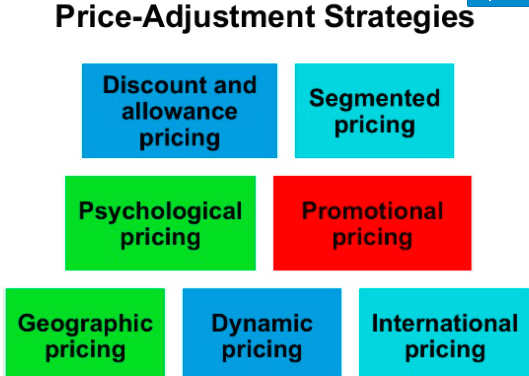 Price-Adjustment Strategies
Discount and
allowance
pricing
Segmented
pricing
Psychological
pricing
Promotional
pricing
Geographic
pricing
Dynamic
pricing
International
pricing